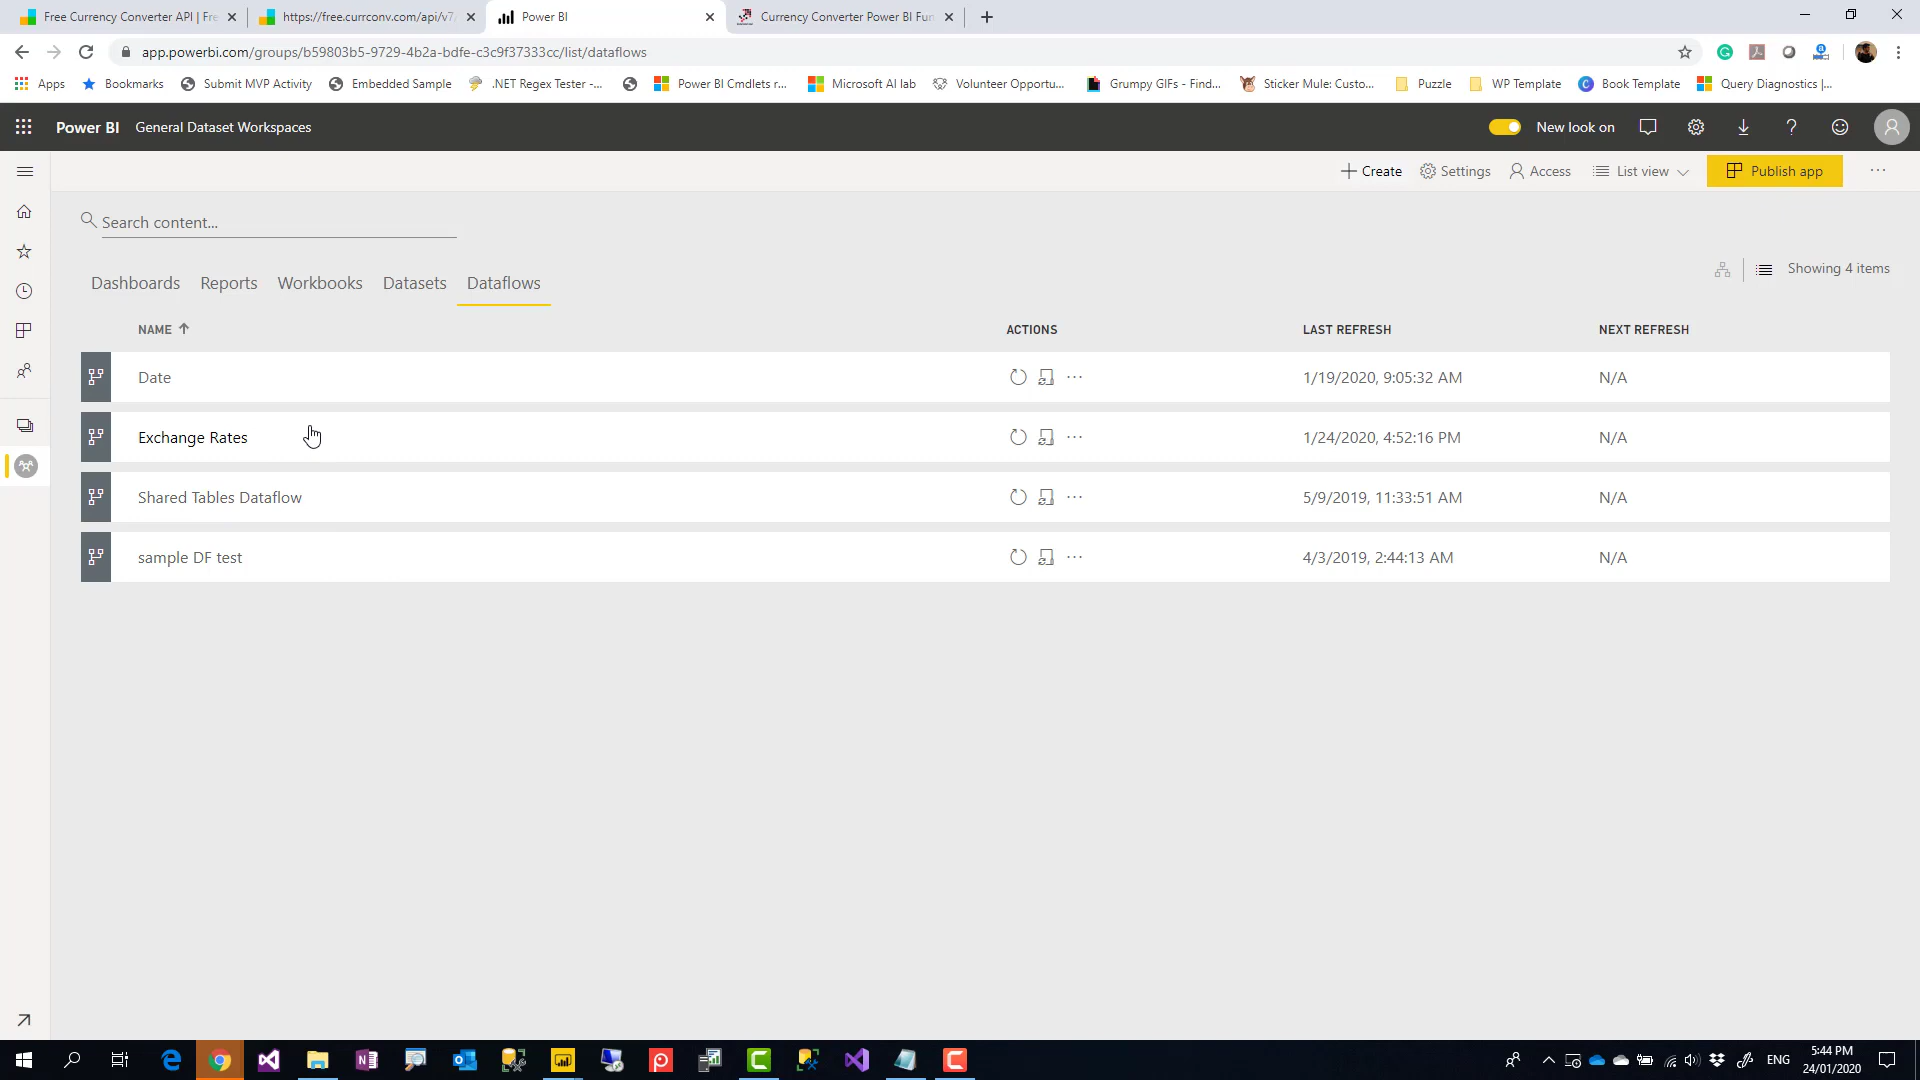 Free Currency Converter API | Fre
https://free.currconv.com/api/v7
Power BI
Currency Converter Power BI Fun
app.powerbi.com/groups/b59803b5-9729-4b2a-bdfe-c3c9f37333cc/list/dataflows
Apps
Bookmarks
Submit MVP Activity
Embedded Sample
.NET Regex Tester -...
Power BI Cmdlets r...
Microsoft AI lab
Volunteer Opportu...
Grumpy GIFs - Find...
Sticker Mule: Custo...
Puzzle
WP Template
Book Template
Query Diagnostics |...
Power BI
General Dataset Workspaces
New look on
Create
Settings
Access
List view
Publish app
Search content...
Dashboards
Reports
Workbooks
Datasets
Dataflows
Showing 4 items
NAME
ACTIONS
LAST REFRESH
NEXT REFRESH
Date
1/19/2020, 9:05:32 AM
N/A
Exchange Rates
1/24/2020, 4:52:16 PM
N/A
Shared Tables Dataflow
5/9/2019, 11:33:51 AM
N/A
sample DF test
4/3/2019, 2:44:13 AM
N/A
ENG
5:44 PM
24/01/2020